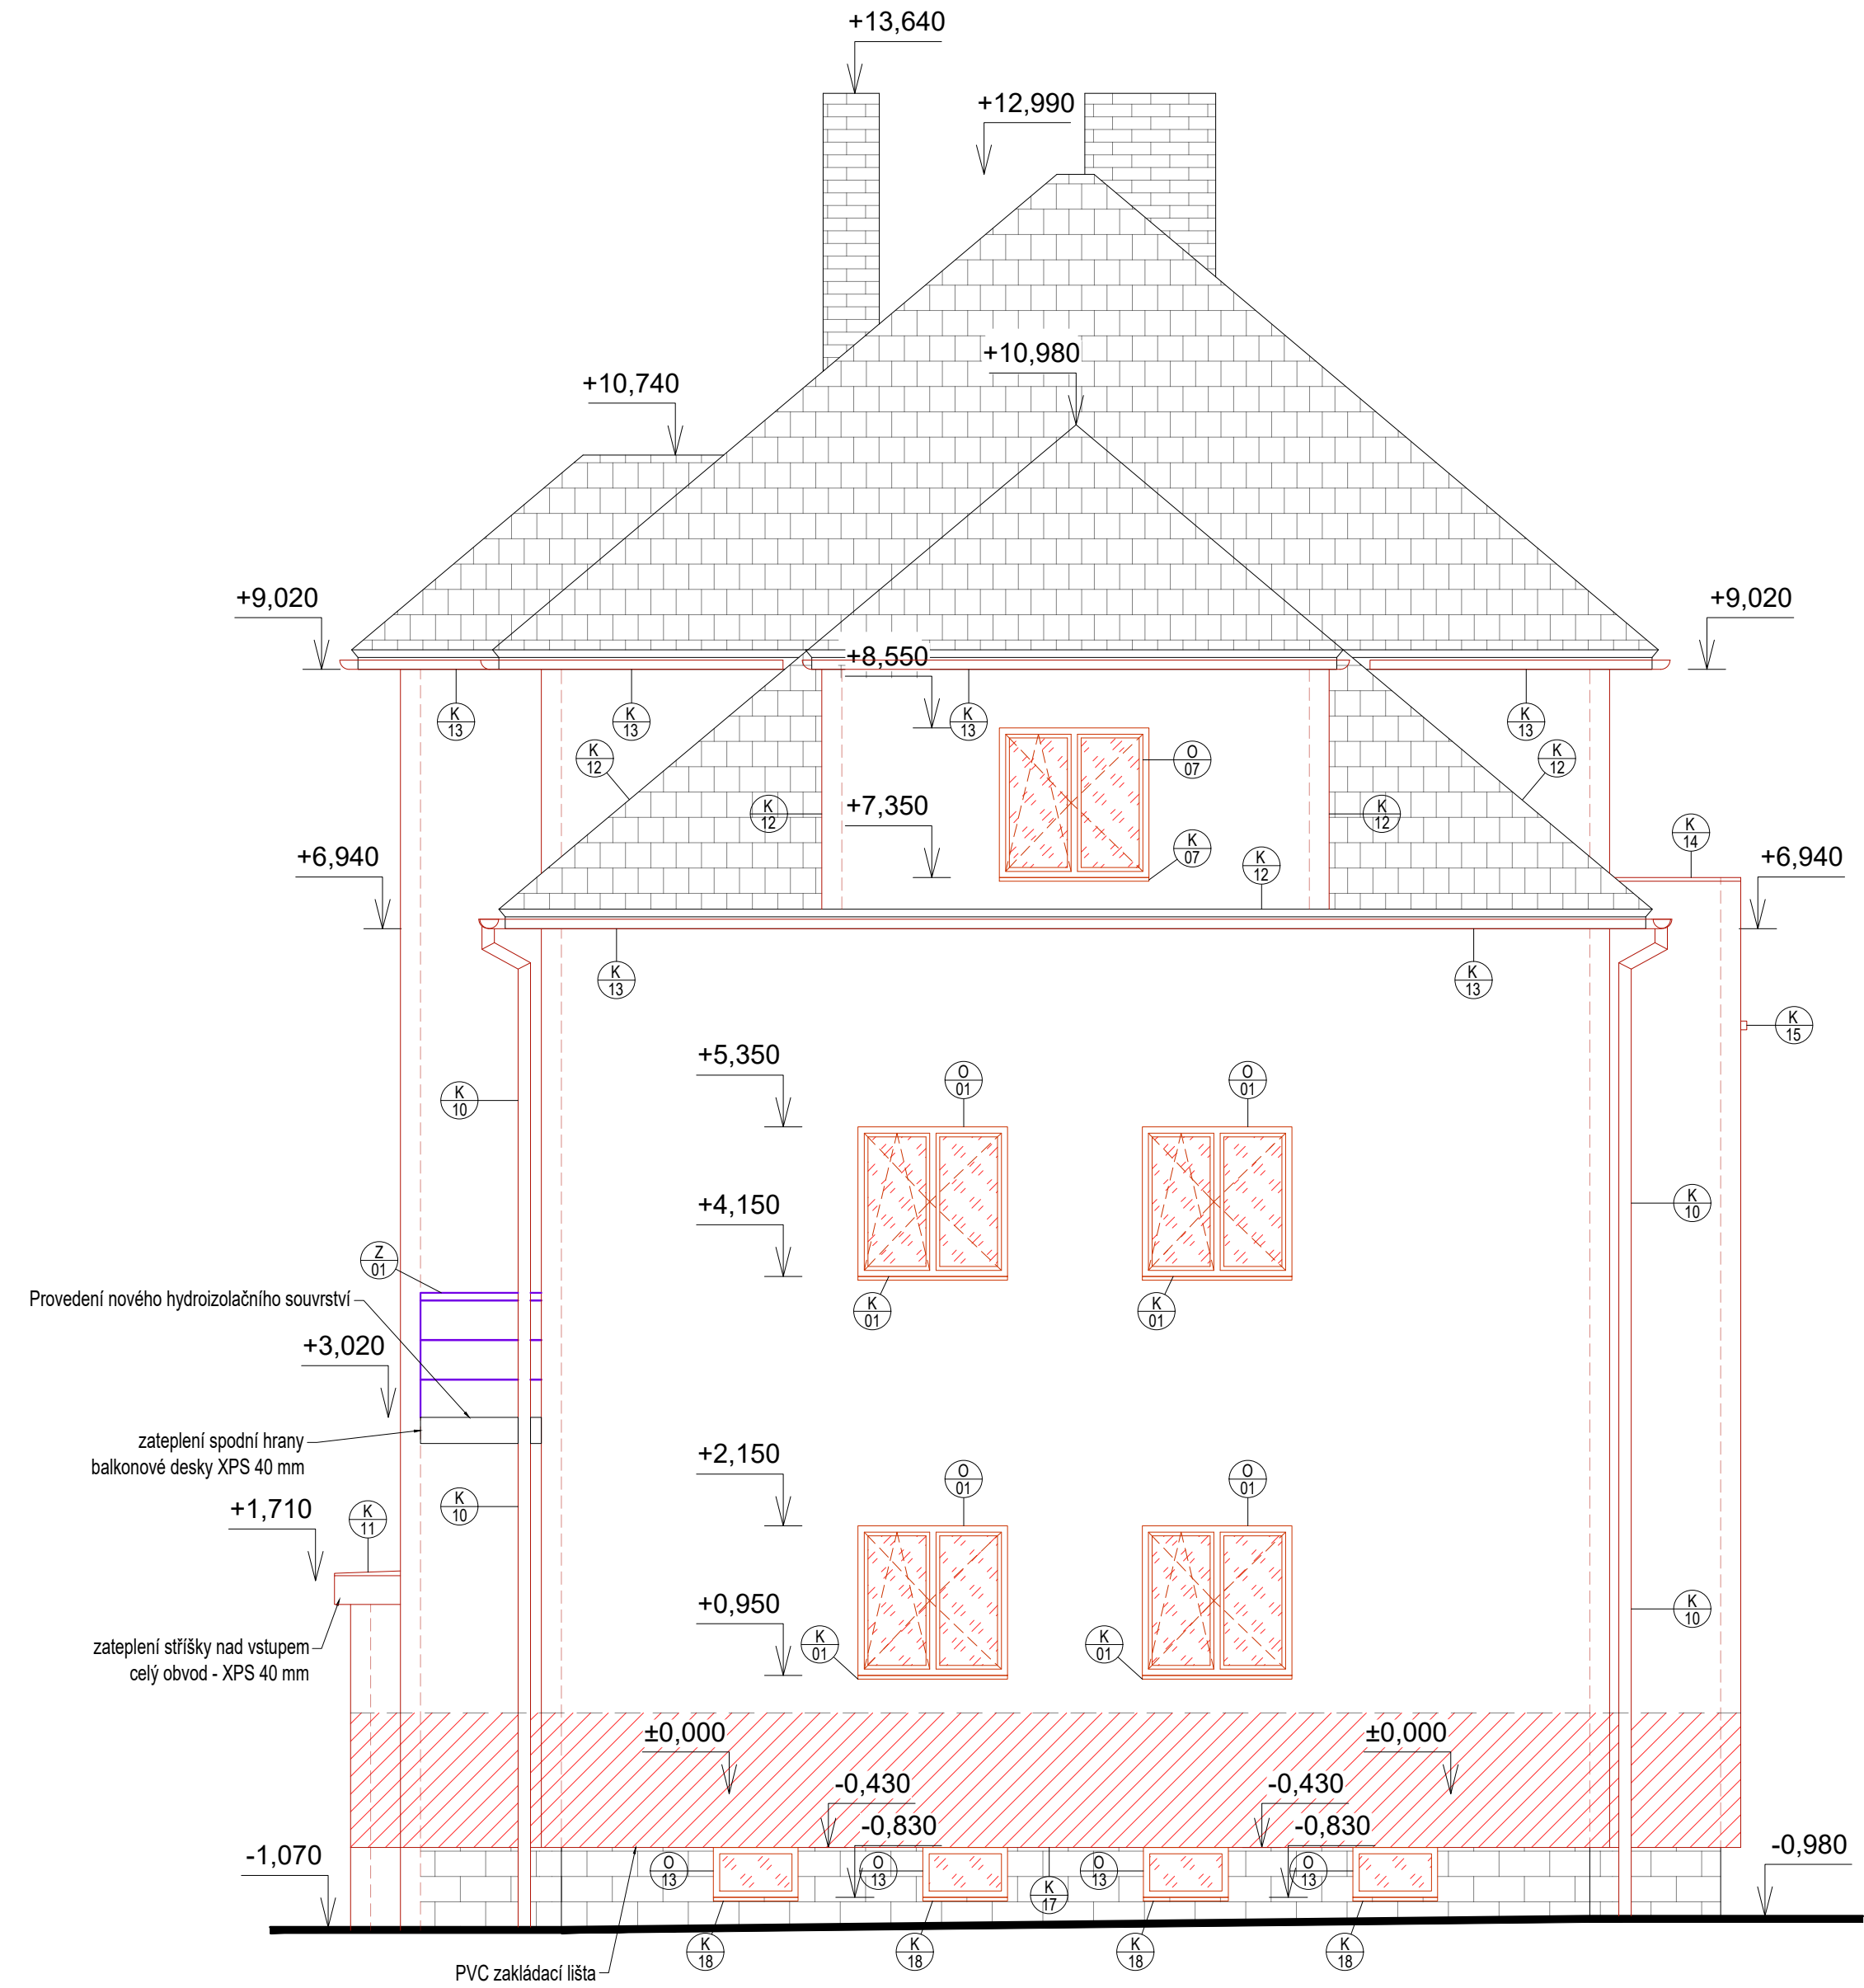 +13,640
+12,990
+10,980
+10,740
+9,020
+9,020
+8,550
K
13
K
13
K
13
K
13
K
12
O
07
K
12
+7,350
K
12
K
12
K
07
K
14
+6,940
K
12
+6,940
K
13
K
13
K
15
+5,350
O
01
O
01
K
10
+4,150
K
10
Z
01
Provedení nového hydroizolačního souvrství
K
01
K
01
+3,020
zateplení spodní hrany
balkonové desky XPS 40 mm
+2,150
O
01
O
01
+1,710
K
11
K
10
+0,950
K
10
zateplení stříšky nad vstupem
celý obvod - XPS 40 mm
K
01
K
01
±0,000
±0,000
-0,430
-0,430
-0,830
-0,830
-1,070
-0,980
O
13
O
13
O
13
O
13
K
17
K
18
K
18
K
18
K
18
PVC zakládací lišta